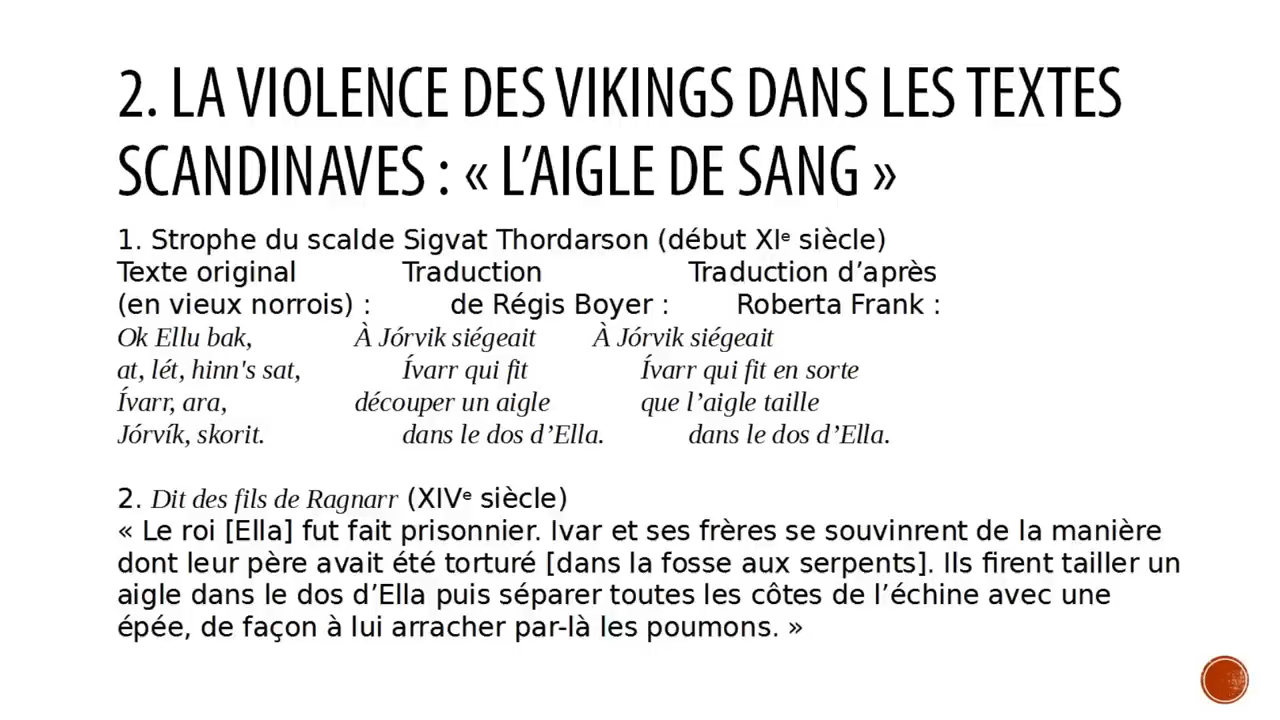 2. LA VIOLENCE DES VIKINGS DANS LES TEXTES
SCANDINAVES : « L’AIGLE DE SANG »
1. Strophe du scalde Sigvat Thordarson (début XIᵉ siècle)
Texte original Traduction Traduction d’après
(en vieux norrois) : de Régis Boyer : Roberta Frank :
Ok Ellu bak, À Jórvik siégeait À Jórvik siégeait
at, lét, hinn's sat, Ívarr qui fit Ívarr qui fit en sorte
Ívarr, ara, découper un aigle que l’aigle taille
Jórvík, skorit. dans le dos d’Ella. dans le dos d’Ella.
2. Dit des fils de Ragnarr (XIVᵉ siècle)
« Le roi [Ella] fut fait prisonnier. Ivar et ses frères se souvinrent de la manière
dont leur père avait été torturé [dans la fosse aux serpents]. Ils firent tailler un
aigle dans le dos d’Ella puis séparer toutes les côtes de l’échine avec une
épée, de façon à lui arracher par-là les poumons. »